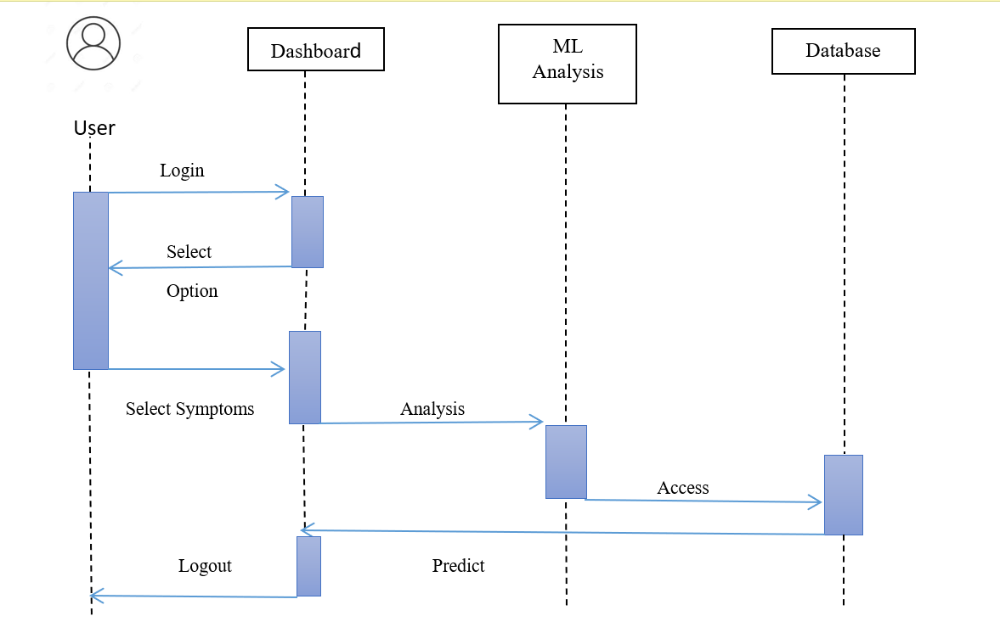 Dashboard
ML
Analysis
Database
User
Login
Select
Option
Select Symptoms
Analysis
Access
Logout
Predict